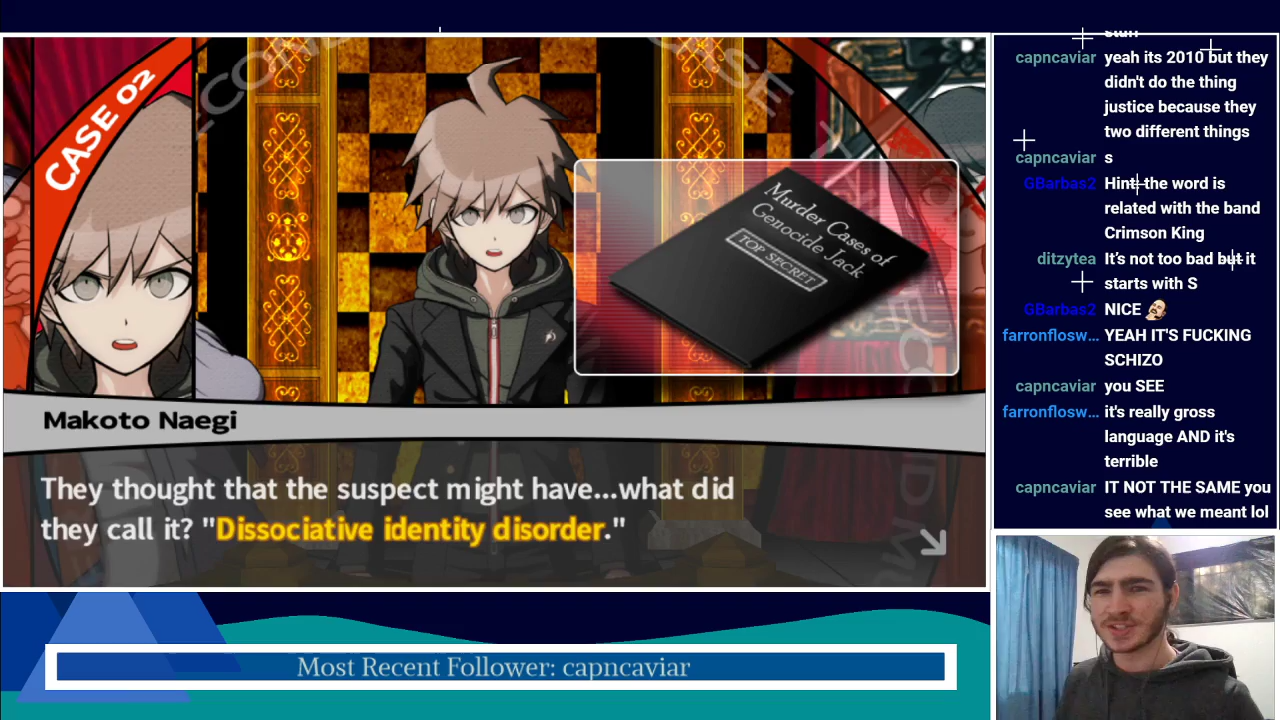 CASE 02
Murder Cases of
Genocide Jack
TOP SECRET
Makoto Naegi
They thought that the suspect might have...what did
they call it? "Dissociative identity disorder."
capncaviar yeah its 2010 but they
didn't do the thing
justice because they
two different things
capncaviar s
GBarbas2 Hint: the word is
related with the band
Crimson King
ditzytea It's not too bad but it
starts with S
GBarbas2 NICE
farronflosw... YEAH IT'S FUCKING
SCHIZO
capncaviar you SEE
farronflosw... it's really gross
language AND it's
terrible
capncaviar IT NOT THE SAME you
see what we meant lol
Most Recent Follower: capncaviar